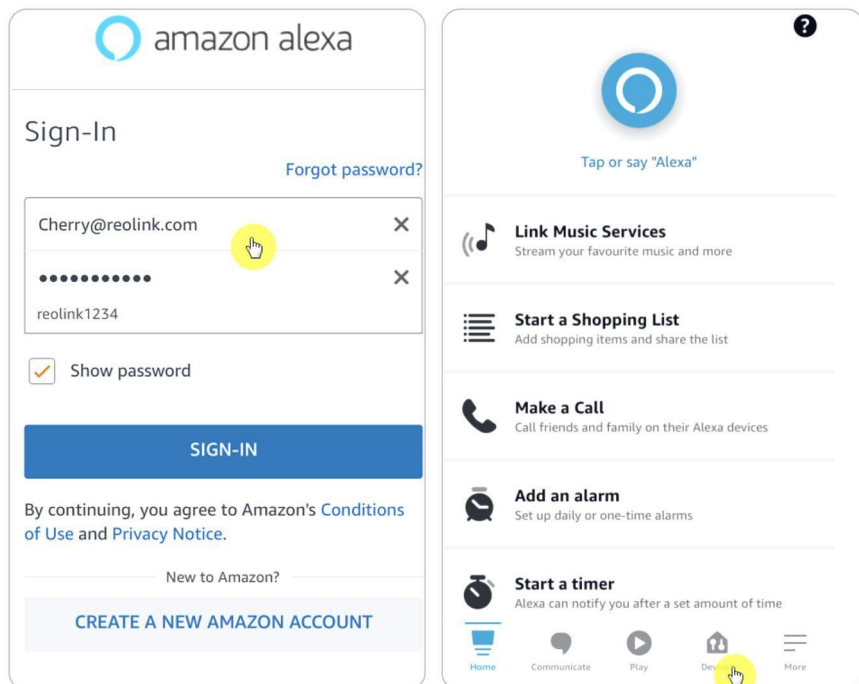 amazon alexa
Sign-In
Forgot password?
Cherry@reolink.com
•••••••••••
reolink1234
Show password
SIGN-IN
By continuing, you agree to Amazon's Conditions
of Use and Privacy Notice.
New to Amazon?
CREATE A NEW AMAZON ACCOUNT
?
Tap or say "Alexa"
Link Music Services
Stream your favourite music and more
Start a Shopping List
Add shopping items and share the list
Make a Call
Call friends and family on their Alexa devices
Add an alarm
Set up daily or one-time alarms
Start a timer
Alexa can notify you after a set amount of time
Home
Communicate
Play
More